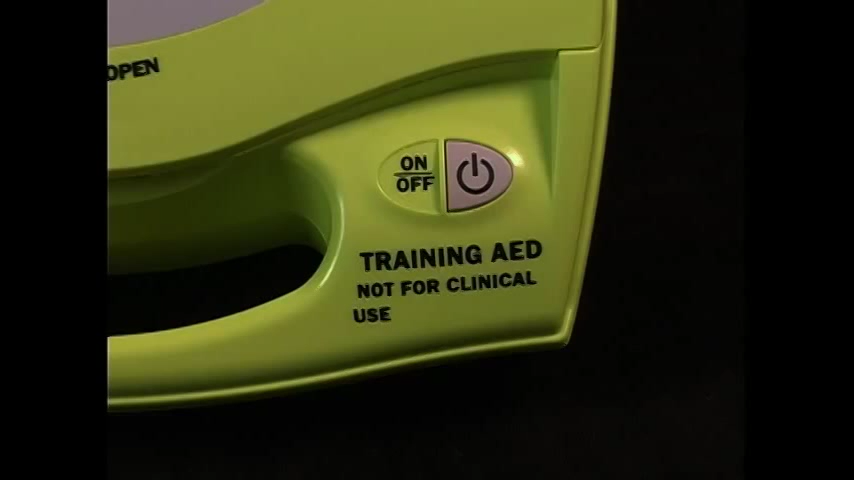 OPEN
ON
OFF
TRAINING AED
NOT FOR CLINICAL
USE